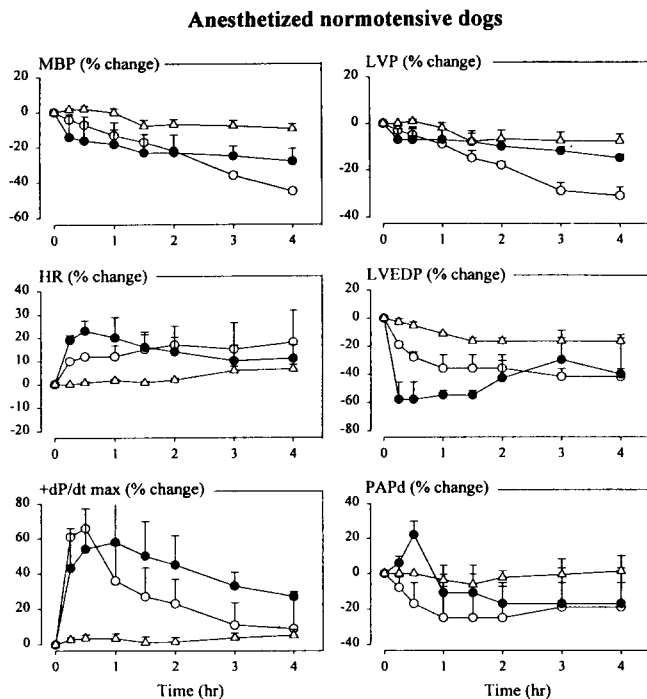 Anesthetized normotensive dogs
MBP (% change)
20
0
-20
-40
-60
0 1 2 3 4
LVP (% change)
20
0
-20
-40
0 1 2 3 4
HR (% change)
40
30
20
10
0
-10
-20
0 1 2 3 4
LVEDP (% change)
0
-20
-40
-60
-80
0 1 2 3 4
+dP/dt max (% change)
80
60
40
20
0
0 1 2 3 4
Time (hr)
PAPd (% change)
40
20
0
-20
-40
0 1 2 3 4
Time (hr)